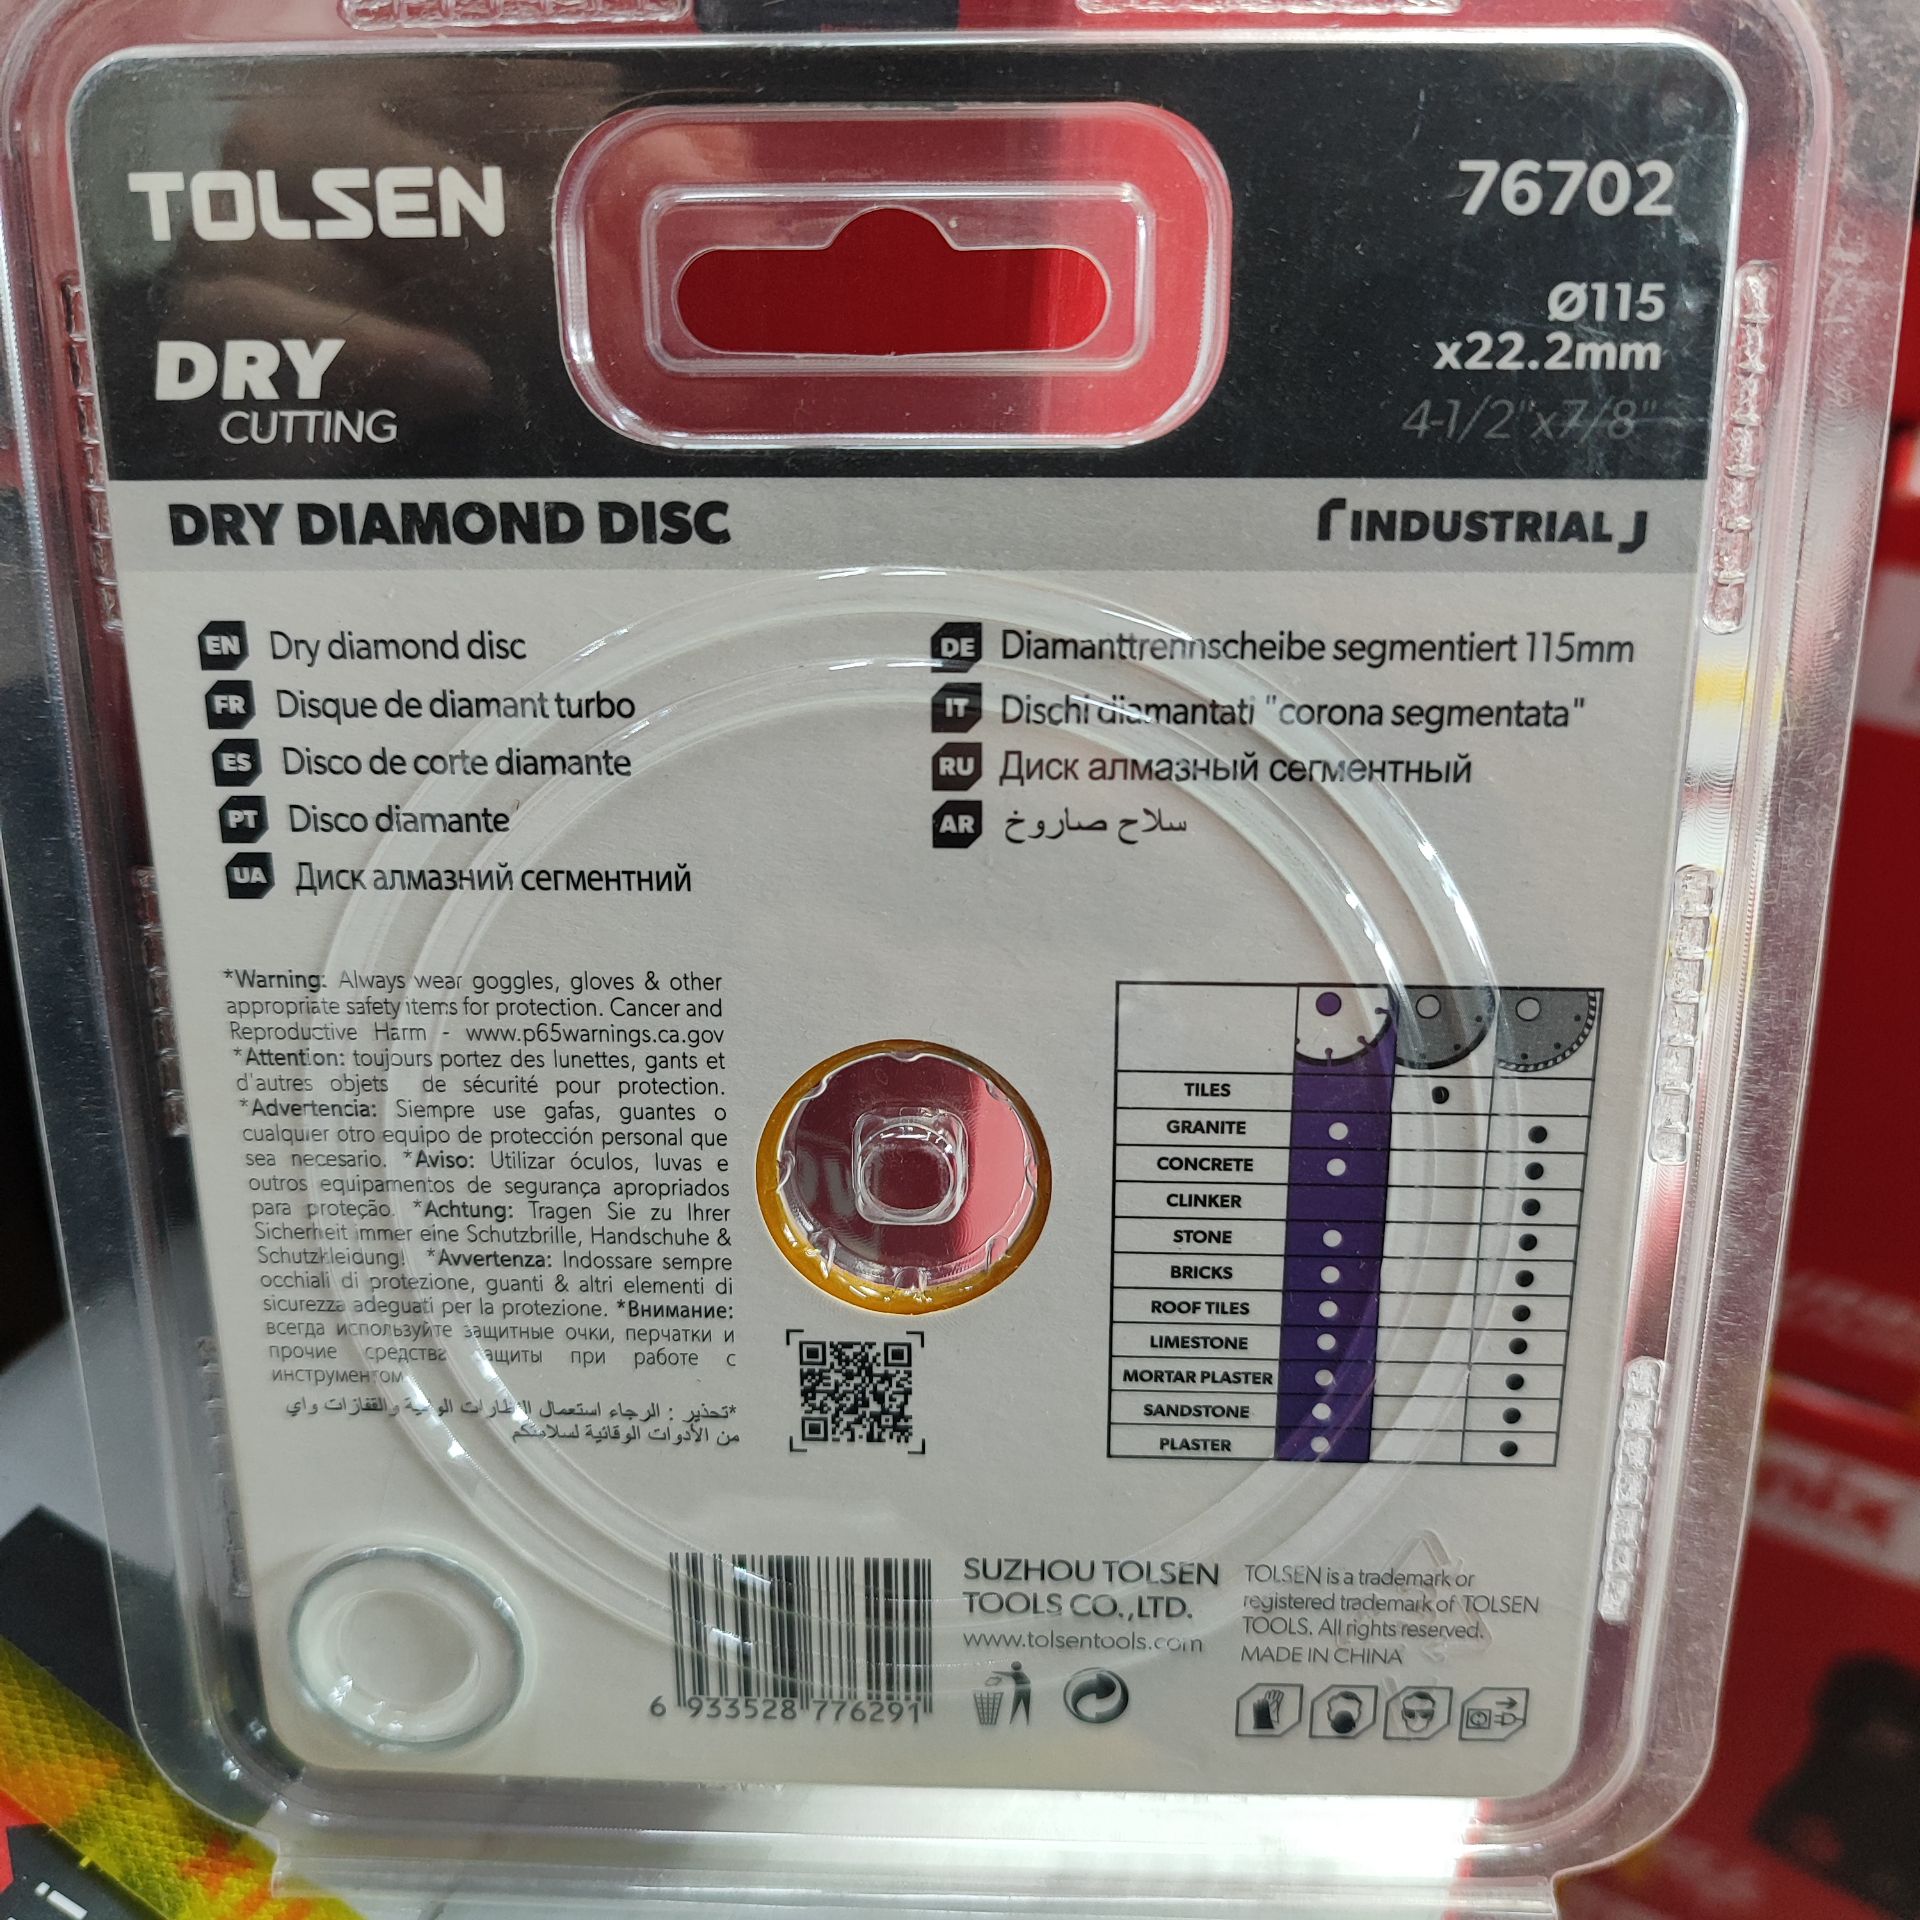 TOLSEN
76702
Ø115
x22.2mm
4-1/2"x7/8"
DRY
CUTTING
DRY DIAMOND DISC
INDUSTRIAL
EN Dry diamond disc
FR Disque de diamant turbo
ES Disco de corte diamante
PT Disco diamante
UA Диск алмазний сегментний
DE Diamanttrennscheibe segmentiert 115mm
IT Dischi diamantati "corona segmentata"
RU Диск алмазный сегментный
AR سلاح صاروخ
*Warning: Always wear goggles, gloves & other
appropriate safety items for protection. Cancer and
Reproductive Harm - www.p65warnings.ca.gov
*Attention: toujours portez des lunettes, gants et
d'autres objets de sécurité pour protection.
*Advertencia: Siempre use gafas, guantes o
cualquier otro equipo de protección personal que
sea necesario. *Aviso: Utilizar óculos, luvas e
outros equipamentos de segurança apropriados
para proteção. *Achtung: Tragen Sie zu Ihrer
Sicherheit immer eine Schutzbrille, Handschuhe &
Schutzkleidung! *Avvertenza: Indossare sempre
occhiali di protezione, guanti & altri elementi di
sicurezza adeguati per la protezione. *Внимание:
всегда используйте защитные очки, перчатки и
прочие средства защиты при работе с
инструментом
*تحذير : الرجاء استعمال النظارات الواقية والقفازات واي
من الأدوات الوقائية لسلامتكم
TILES
GRANITE
CONCRETE
CLINKER
STONE
BRICKS
ROOF TILES
LIMESTONE
MORTAR PLASTER
SANDSTONE
PLASTER
6 933528 776291
SUZHOU TOLSEN
TOOLS CO.,LTD.
www.tolsentools.com
TOLSEN is a trademark or
registered trademark of TOLSEN
TOOLS. All rights reserved.
MADE IN CHINA